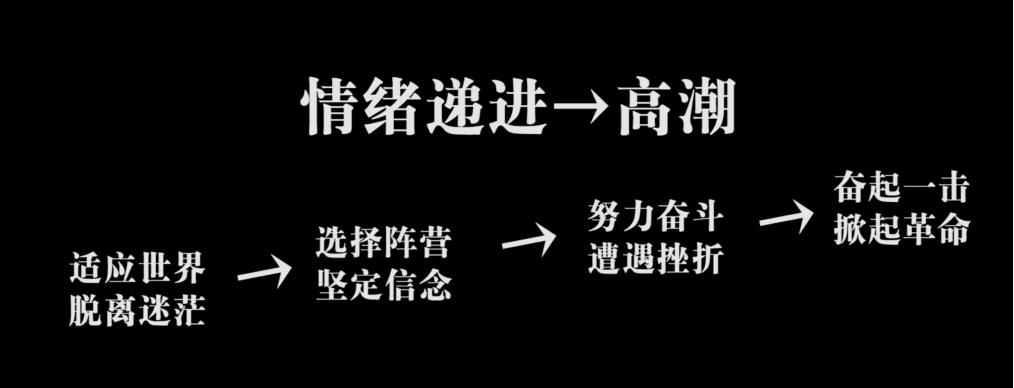 情绪递进→高潮
适应世界
脱离迷茫
→
选择阵营
坚定信念
→
努力奋斗
遭遇挫折
→
奋起一击
掀起革命